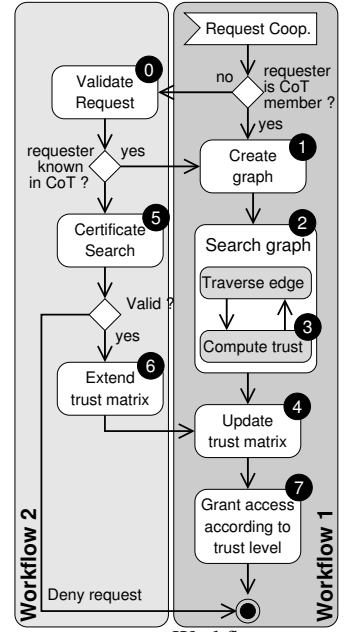 Request Coop.
0
Validate
Request
no
requester
is CoT
member ?
yes
requester
known
in CoT ?
yes
1
Create
graph
5
Certificate
Search
2
Search graph
Traverse edge
3
Compute trust
Valid ?
yes
6
Extend
trust matrix
4
Update
trust matrix
7
Grant access
according to
trust level
Workflow 2
Workflow 1
Deny request